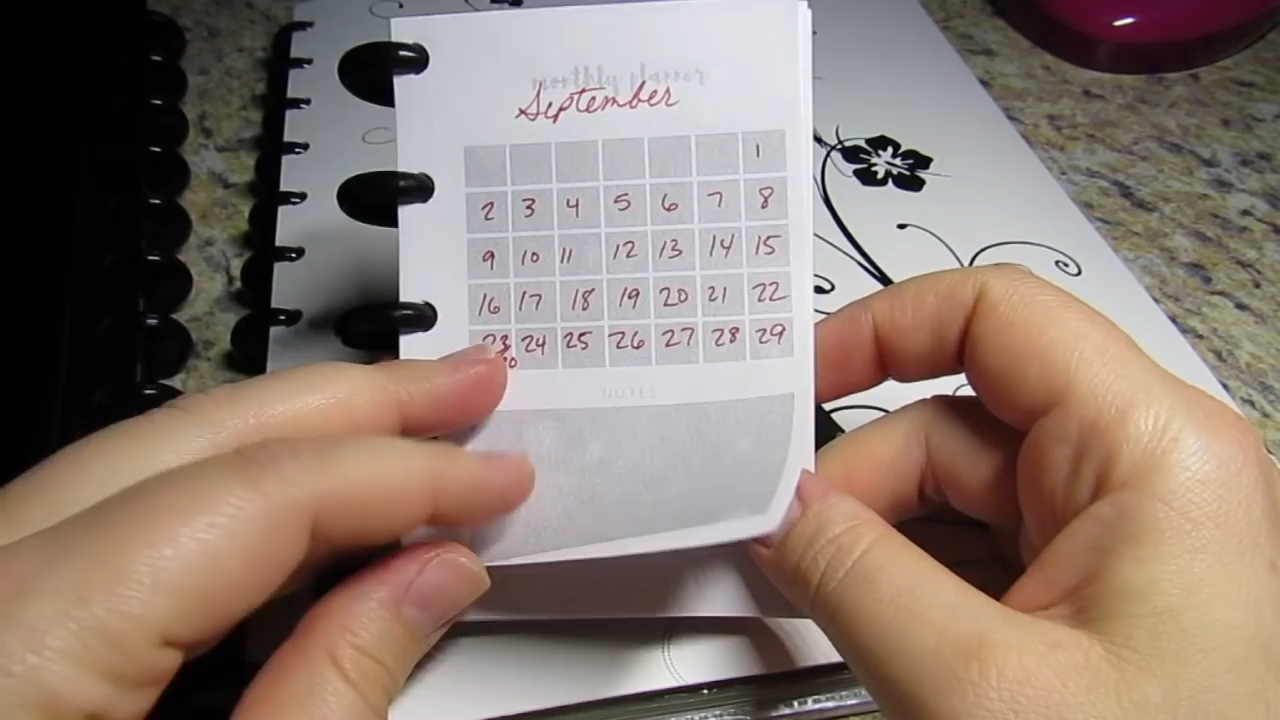 monthly planner
September
1
2 3 4 5 6 7 8
9 10 11 12 13 14 15
16 17 18 19 20 21 22
23 24 25 26 27 28 29
NOTES